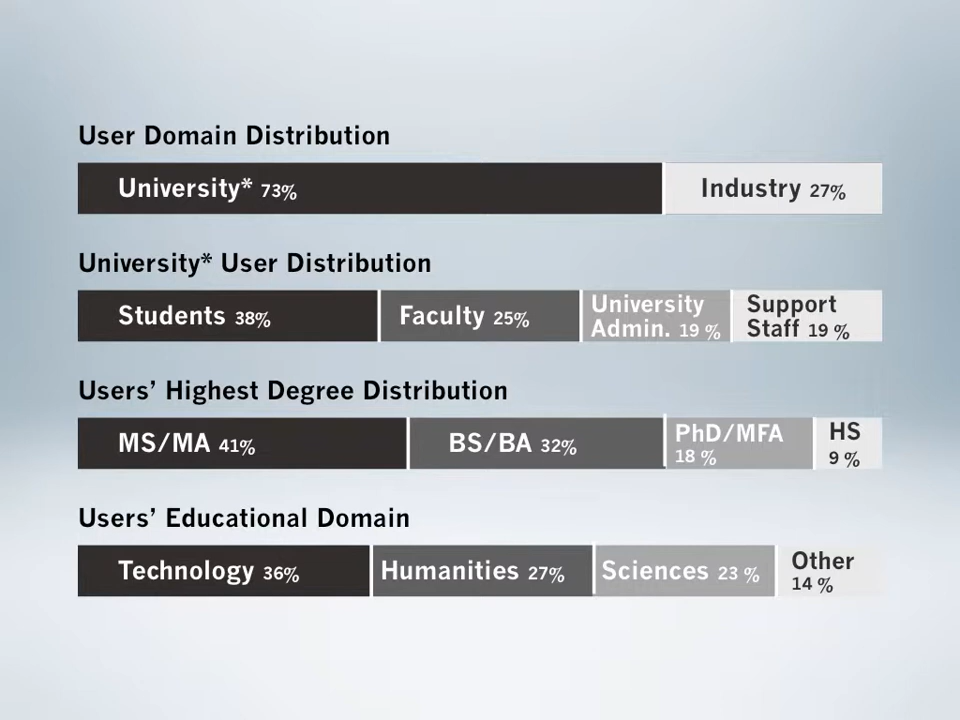 User Domain Distribution
University* 73%
Industry 27%
University* User Distribution
Students 38%
Faculty 25%
University
Admin. 19 %
Support
Staff 19 %
Users’ Highest Degree Distribution
MS/MA 41%
BS/BA 32%
PhD/MFA
18 %
HS
9 %
Users’ Educational Domain
Technology 36%
Humanities 27%
Sciences 23 %
Other
14 %